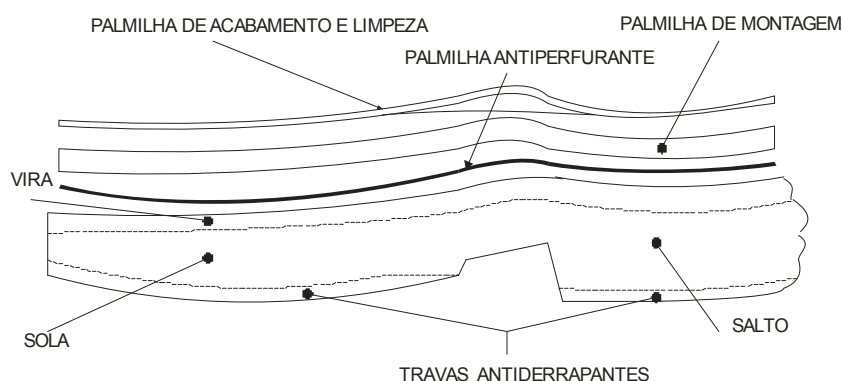 PALMILHA DE ACABAMENTO E LIMPEZA
PALMILHA DE MONTAGEM
PALMILHA ANTIPERFURANTE
VIRA
SOLA
SALTO
TRAVAS ANTIDERRAPANTES